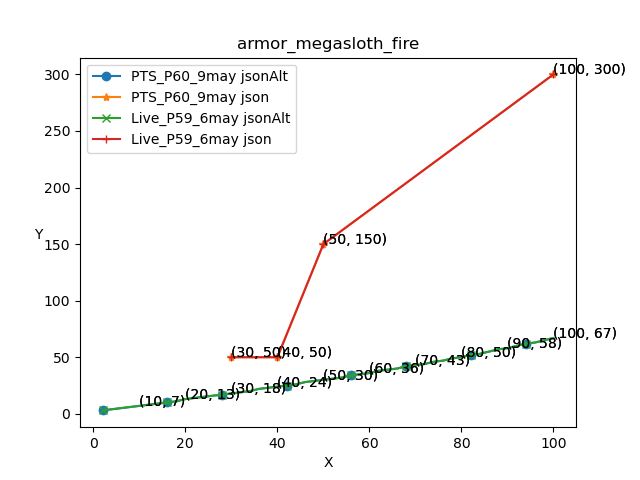 armor_megasloth_fire
PTS_P60_9may jsonAlt
PTS_P60_9may json
Live_P59_6may jsonAlt
Live_P59_6may json
300
250
200
150
100
50
0
Y
(100, 300)
(50, 150)
(30, 50)
(40, 50)
(100, 67)
(90, 58)
(80, 50)
(70, 43)
(60, 36)
(50, 30)
(40, 24)
(30, 18)
(20, 13)
(10, 7)
0 20 40 60 80 100
X